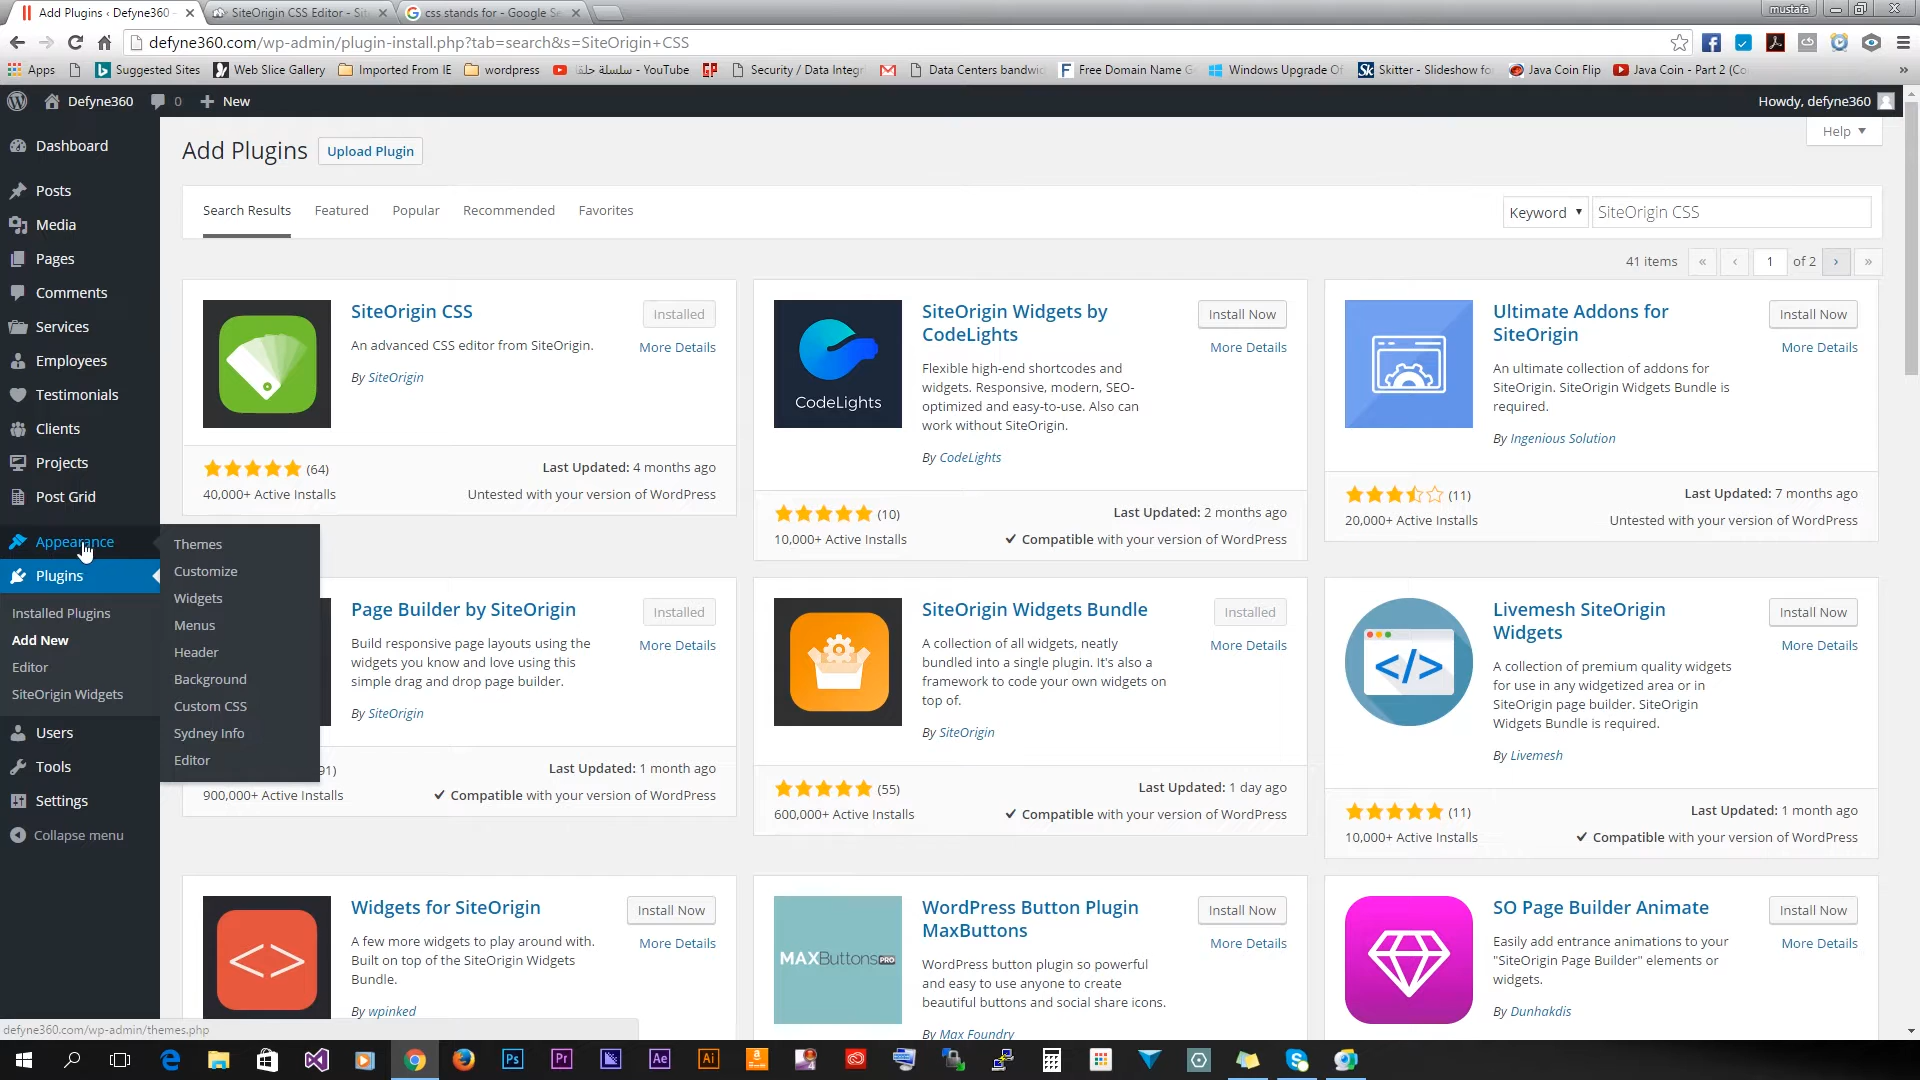 Add Plugins ‹ Defyne360
SiteOrigin CSS Editor - Site
css stands for - Google Se
mustafa
defyne360.com/wp-admin/plugin-install.php?tab=search&s=SiteOrigin+CSS
Apps
Suggested Sites
Web Slice Gallery
Imported From IE
wordpress
سلسلة حلقا - YouTube
Security / Data Integr
Data Centers bandwi
Free Domain Name G
Windows Upgrade Of
Skitter - Slideshow fo
Java Coin Flip
Java Coin - Part 2 (Co
Defyne360
0
New
Howdy, defyne360
Help
Dashboard
Posts
Media
Pages
Comments
Services
Employees
Testimonials
Clients
Projects
Post Grid
Appearance
Plugins
Installed Plugins
Add New
Editor
SiteOrigin Widgets
Users
Tools
Settings
Collapse menu
Themes
Customize
Widgets
Menus
Header
Background
Custom CSS
Sydney Info
Editor
Add Plugins
Upload Plugin
Search Results
Featured
Popular
Recommended
Favorites
Keyword
SiteOrigin CSS
41 items
«
‹
1
of 2
›
»
SiteOrigin CSS
Installed
More Details
An advanced CSS editor from SiteOrigin.
By SiteOrigin
(64)
Last Updated: 4 months ago
40,000+ Active Installs
Untested with your version of WordPress
SiteOrigin Widgets by
CodeLights
Install Now
More Details
CodeLights
Flexible high-end shortcodes and
widgets. Responsive, modern, SEO-
optimized and easy-to-use. Also can
work without SiteOrigin.
By CodeLights
(10)
Last Updated: 2 months ago
10,000+ Active Installs
✓ Compatible with your version of WordPress
Ultimate Addons for
SiteOrigin
Install Now
More Details
An ultimate collection of addons for
SiteOrigin. SiteOrigin Widgets Bundle is
required.
By Ingenious Solution
(11)
Last Updated: 7 months ago
20,000+ Active Installs
Untested with your version of WordPress
Page Builder by SiteOrigin
Installed
More Details
Build responsive page layouts using the
widgets you know and love using this
simple drag and drop page builder.
By SiteOrigin
91)
Last Updated: 1 month ago
900,000+ Active Installs
✓ Compatible with your version of WordPress
SiteOrigin Widgets Bundle
Installed
More Details
A collection of all widgets, neatly
bundled into a single plugin. It's also a
framework to code your own widgets on
top of.
By SiteOrigin
(55)
Last Updated: 1 day ago
600,000+ Active Installs
✓ Compatible with your version of WordPress
Livemesh SiteOrigin
Widgets
Install Now
More Details
</>
A collection of premium quality widgets
for use in any widgetized area or in
SiteOrigin page builder. SiteOrigin
Widgets Bundle is required.
By Livemesh
(11)
Last Updated: 1 month ago
10,000+ Active Installs
✓ Compatible with your version of WordPress
Widgets for SiteOrigin
Install Now
More Details
<>
A few more widgets to play around with.
Built on top of the SiteOrigin Widgets
Bundle.
By wpinked
WordPress Button Plugin
MaxButtons
Install Now
More Details
MAXButtons PRO
WordPress button plugin so powerful
and easy to use anyone to create
beautiful buttons and social share icons.
By Max Foundry
SO Page Builder Animate
Install Now
More Details
Easily add entrance animations to your
"SiteOrigin Page Builder" elements or
widgets.
By Dunhakdis
defyne360.com/wp-admin/themes.php
Ps
Pr
Ae
Ai